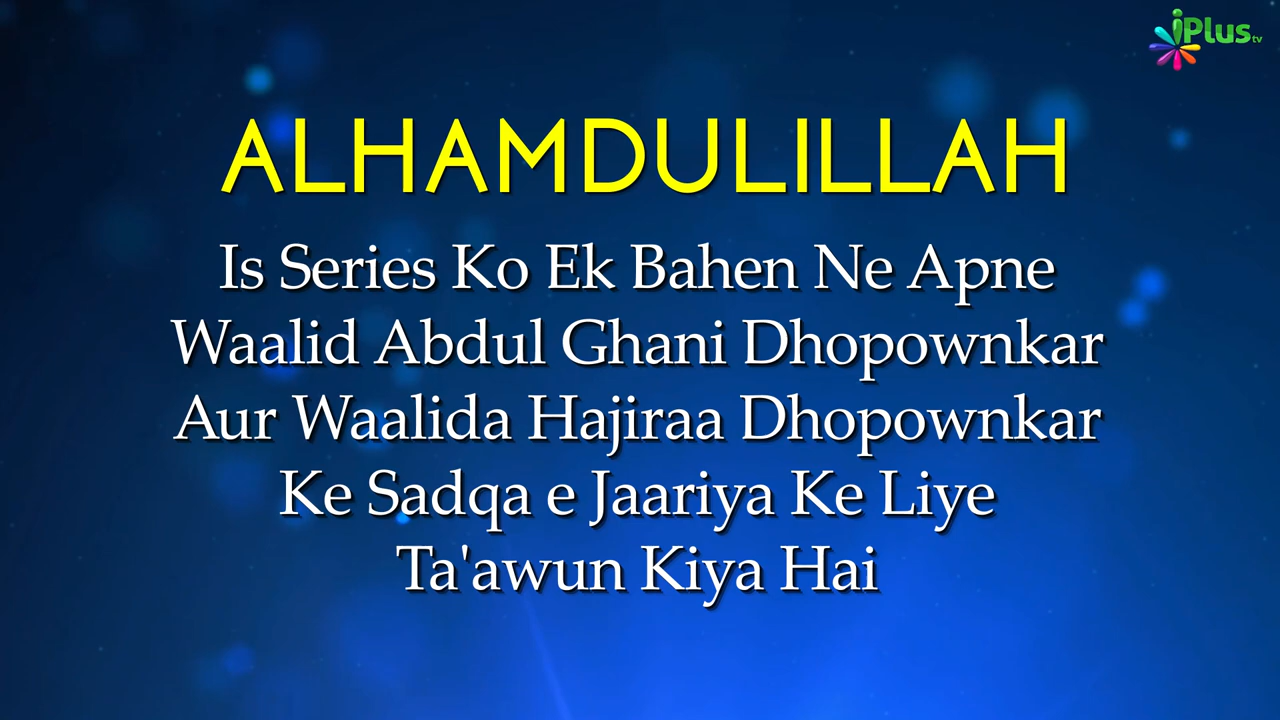 iPlus tv
ALHAMDULILLAH
Is Series Ko Ek Bahen Ne Apne
Waalid Abdul Ghani Dhopownkar
Aur Waalida Hajiraa Dhopownkar
Ke Sadqa e Jaariya Ke Liye
Ta'awun Kiya Hai